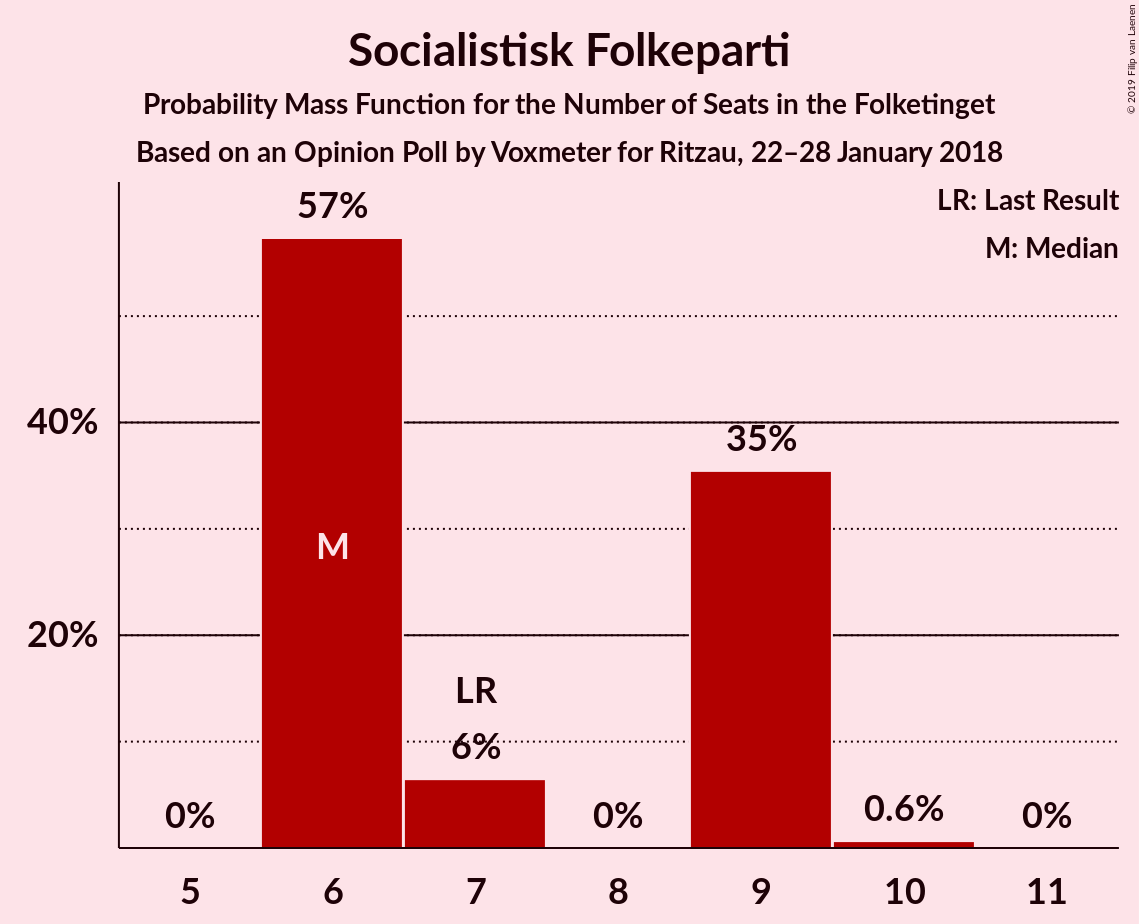 Socialistisk Folkeparti
Probability Mass Function for the Number of Seats in the Folketinget
Based on an Opinion Poll by Voxmeter for Ritzau, 22–28 January 2018
© 2019 Filip van Laenen
LR: Last Result
M: Median
57%
40%
35%
M
20%
LR
6%
0%
0%
0.6%
0%
5 6 7 8 9 10 11